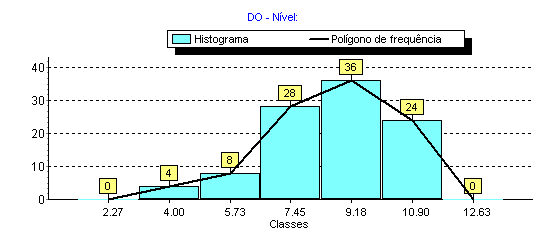 DO - Nível:
Histograma Polígono de frequência
40
30
20
10
0
0 4 8 28 36 24 0
2.27 4.00 5.73 7.45 9.18 10.90 12.63
Classes